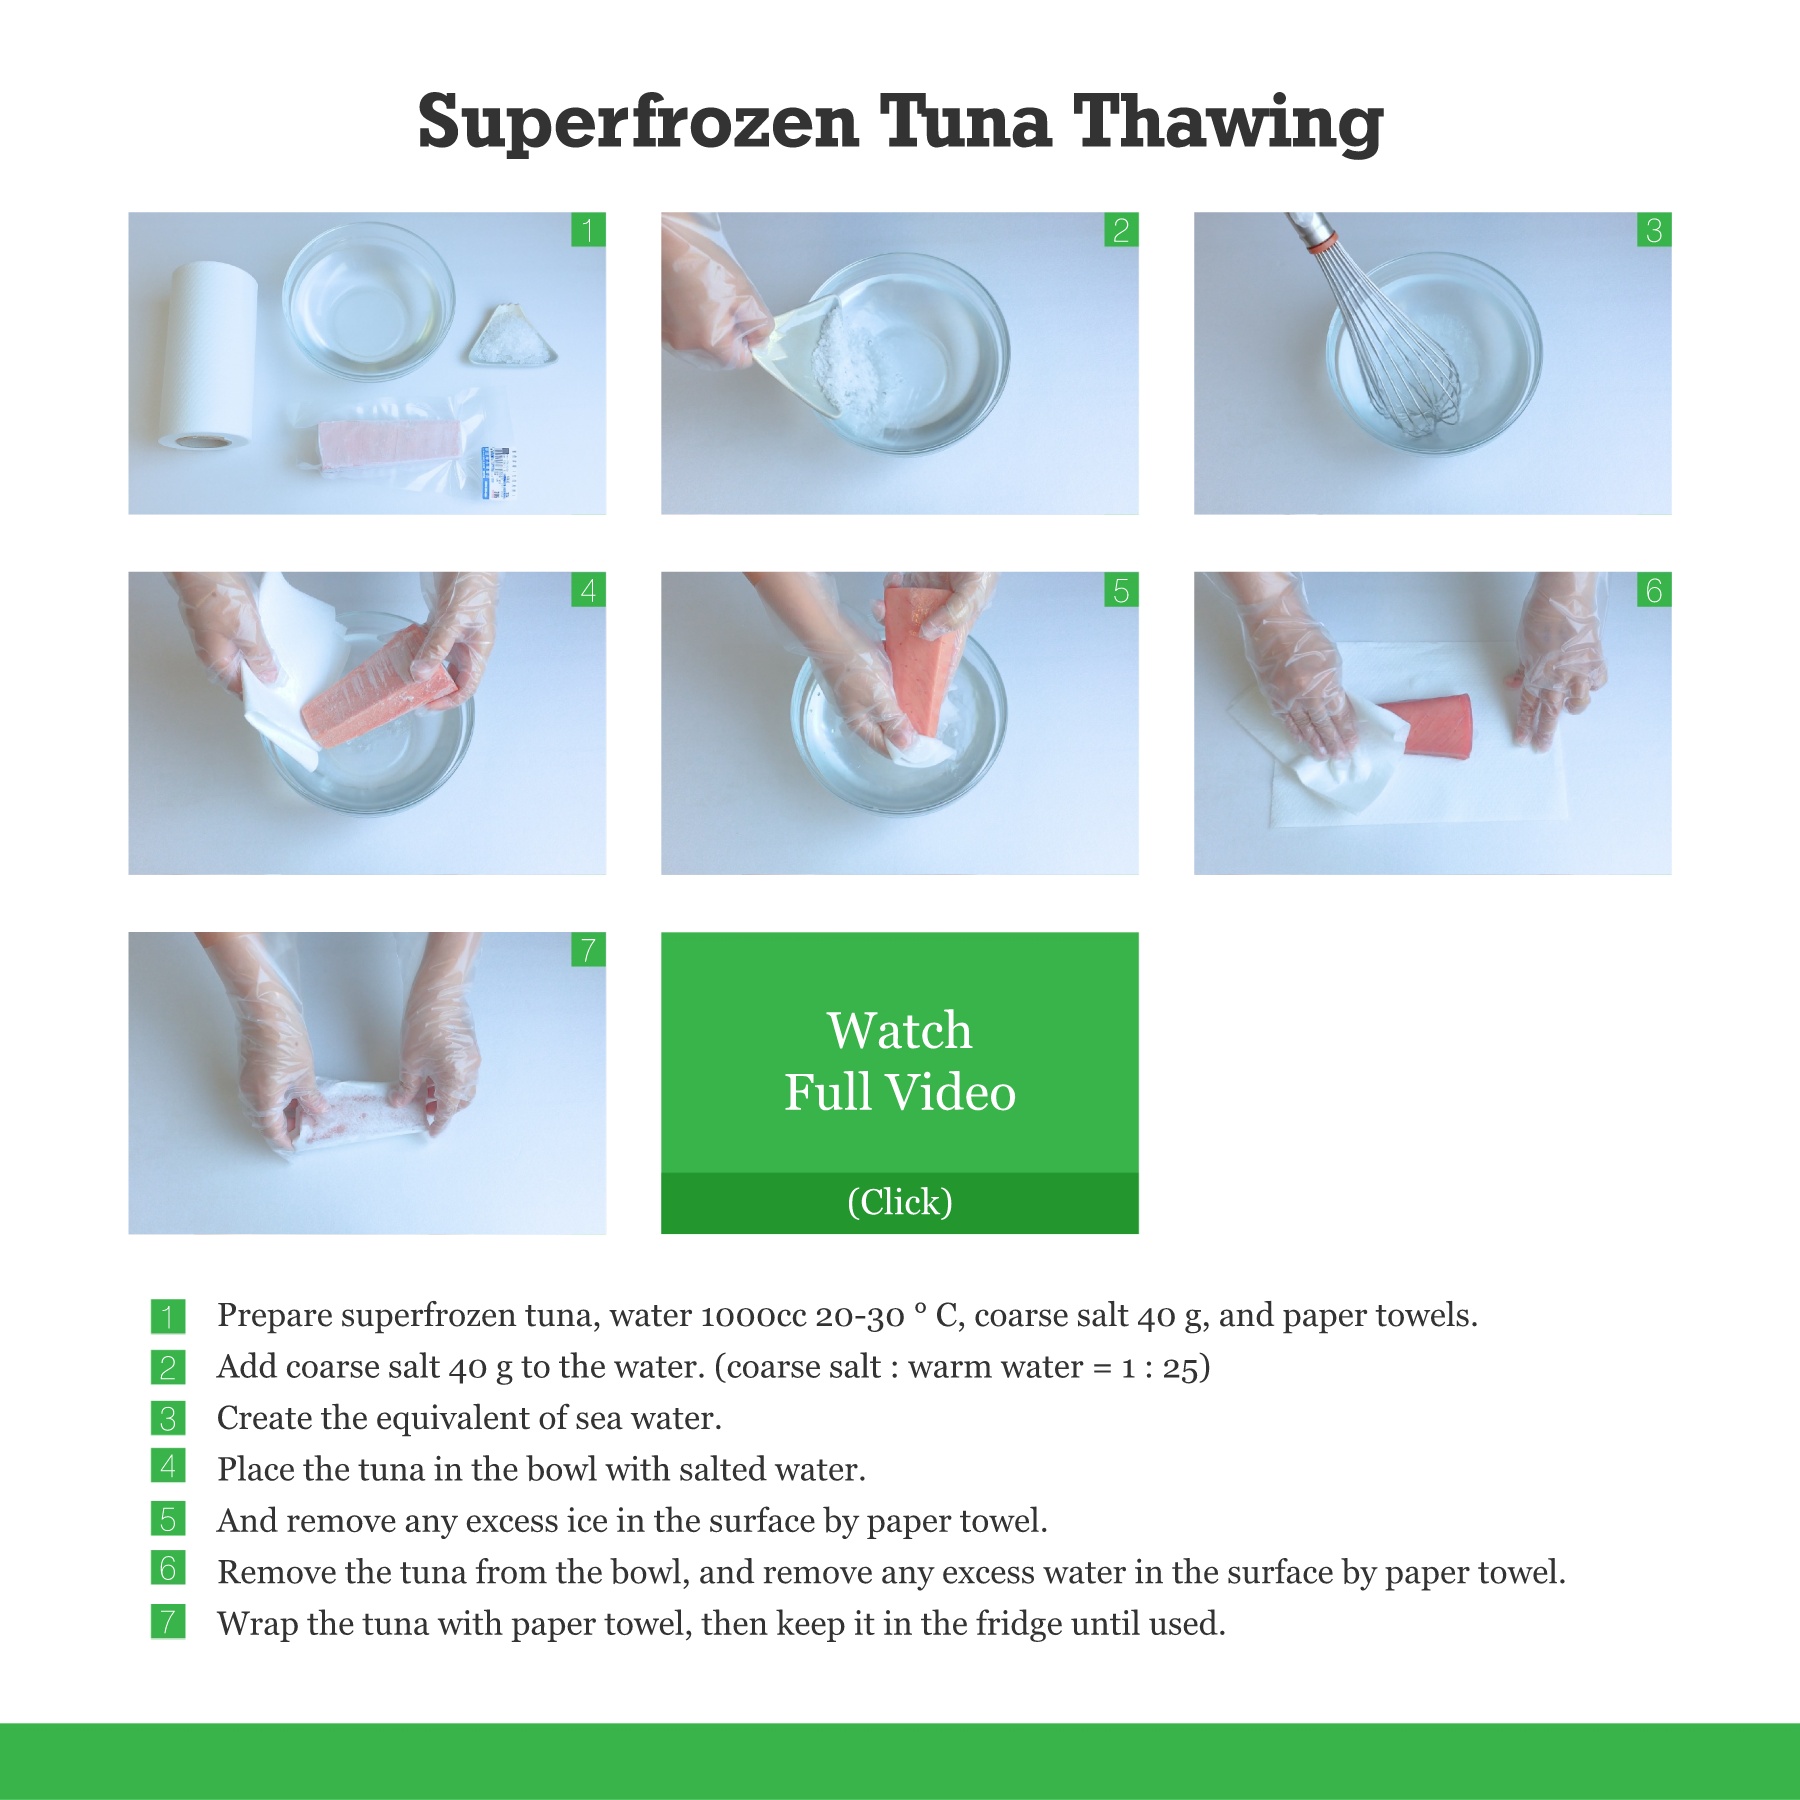 Superfrozen Tuna Thawing
1
2
3
4
5
6
7
Watch
Full Video
(Click)
1 Prepare superfrozen tuna, water 1000cc 20-30 ° C, coarse salt 40 g, and paper towels.
2 Add coarse salt 40 g to the water. (coarse salt : warm water = 1 : 25)
3 Create the equivalent of sea water.
4 Place the tuna in the bowl with salted water.
5 And remove any excess ice in the surface by paper towel.
6 Remove the tuna from the bowl, and remove any excess water in the surface by paper towel.
7 Wrap the tuna with paper towel, then keep it in the fridge until used.